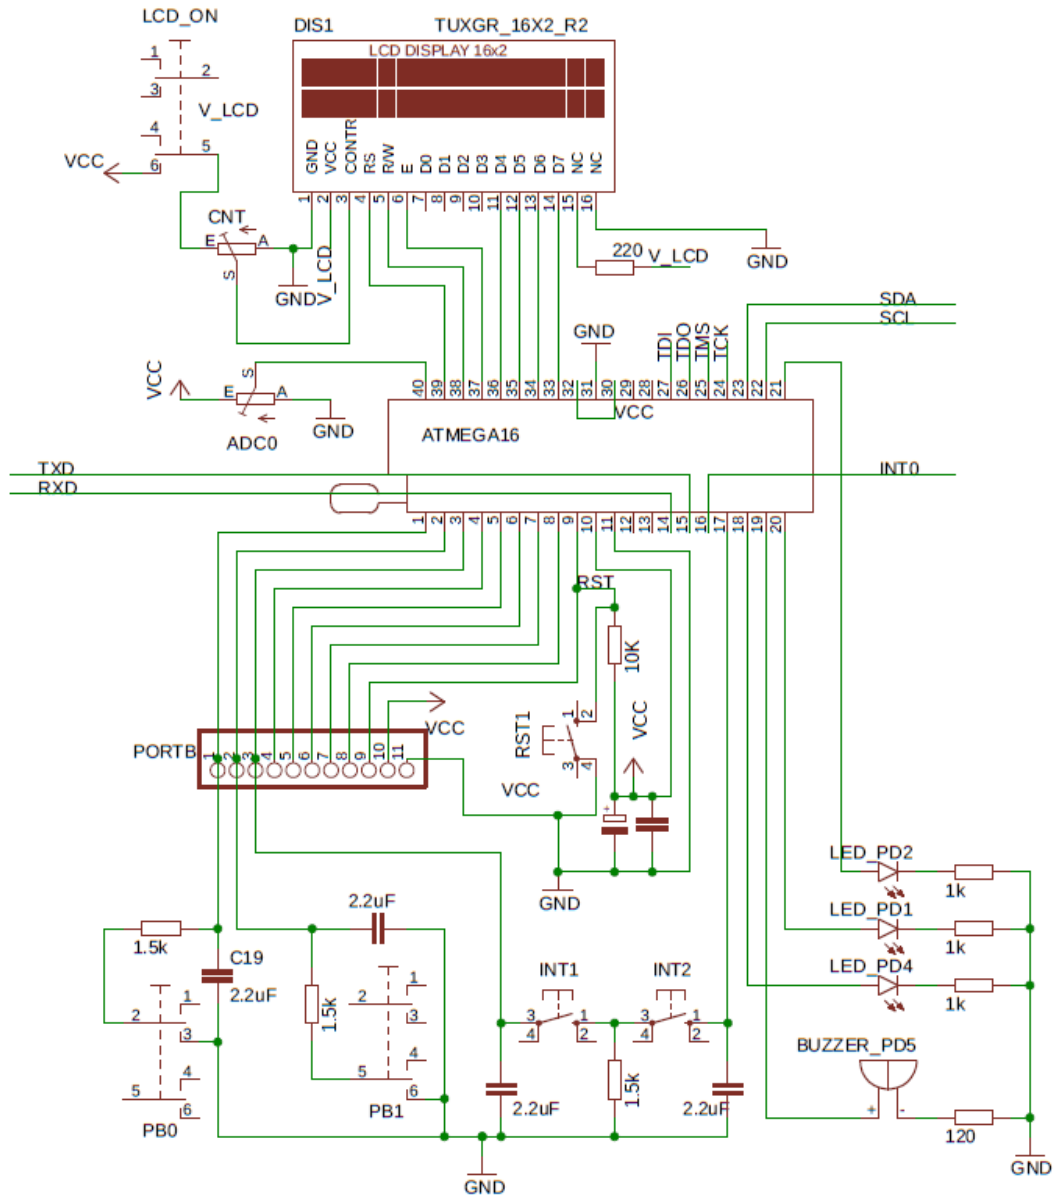 LCD_ON
1
2
3
V_LCD
4
5
VCC
6
DIS1 TUXGR_16X2_R2
LCD DISPLAY 16x2
GND VCC CONTR RS R/W E D0 D1 D2 D3 D4 D5 D6 D7 NC NC
1 2 3 4 5 6 7 8 9 10 11 12 13 14 15 16
CNT
E A
S
GND
V_LCD
220 V_LCD
GND
SDA
SCL
GND
TDI TDO TMS TCK
VCC
S
E A
GND
ADC0
40 39 38 37 36 35 34 33 32 31 30 29 28 27 26 25 24 23 22 21
VCC
ATMEGA16
TXD
RXD
INT0
1 2 3 4 5 6 7 8 9 10 11 12 13 14 15 16 17 18 19 20
RST
10K
RST1
1 2
3 4
VCC
VCC
VCC
PORTB
1 2 3 4 5 6 7 8 9 10 11
+
GND
LED_PD2
1k
LED_PD1
1k
LED_PD4
1k
BUZZER_PD5
+ -
120
GND
1.5k
C19
2.2uF
1
2
3
4
5
6
PB0
2.2uF
1.5k
1
2
3
4
5
6
PB1
INT1
3 1
4 2
INT2
3 1
4 2
2.2uF
1.5k
2.2uF
GND